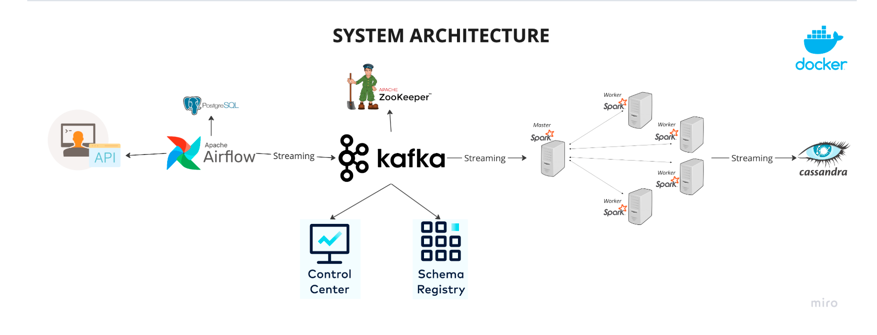 SYSTEM ARCHITECTURE
docker
PostgreSQL
APACHE
ZooKeeper™
API
Apache
Airflow
Streaming
kafka
Streaming
Master
Spark
Worker
Spark
Worker
Spark
Worker
Spark
Worker
Spark
Streaming
cassandra
Control
Center
Schema
Registry
miro